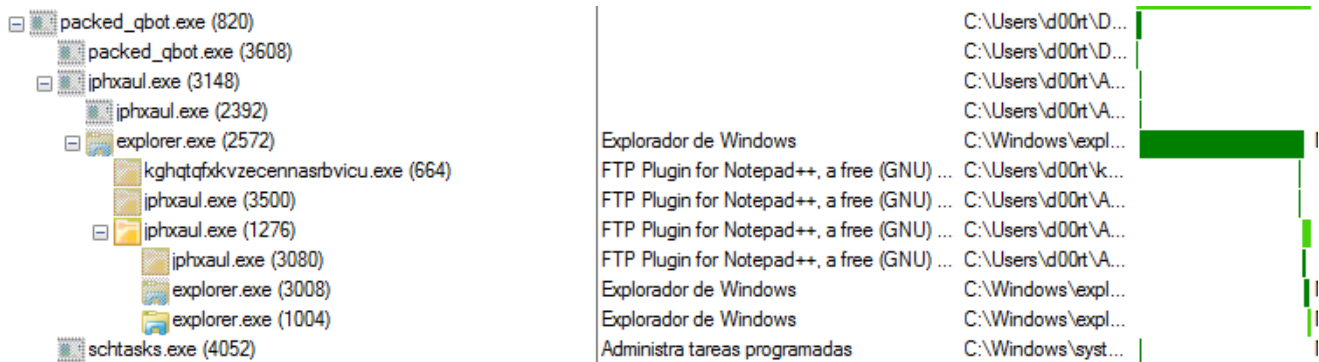 packed_qbot.exe (820) C:\Users\d00rt\D...
packed_qbot.exe (3608) C:\Users\d00rt\D...
jphxaul.exe (3148) C:\Users\d00rt\A...
jphxaul.exe (2392) C:\Users\d00rt\A...
explorer.exe (2572) Explorador de Windows C:\Windows\expl...
kghqtqfxkvzecennasrbvicu.exe (664) FTP Plugin for Notepad++, a free (GNU) ... C:\Users\d00rt\k...
jphxaul.exe (3500) FTP Plugin for Notepad++, a free (GNU) ... C:\Users\d00rt\A...
jphxaul.exe (1276) FTP Plugin for Notepad++, a free (GNU) ... C:\Users\d00rt\A...
jphxaul.exe (3080) FTP Plugin for Notepad++, a free (GNU) ... C:\Users\d00rt\A...
explorer.exe (3008) Explorador de Windows C:\Windows\expl...
explorer.exe (1004) Explorador de Windows C:\Windows\expl...
schtasks.exe (4052) Administra tareas programadas C:\Windows\syst...